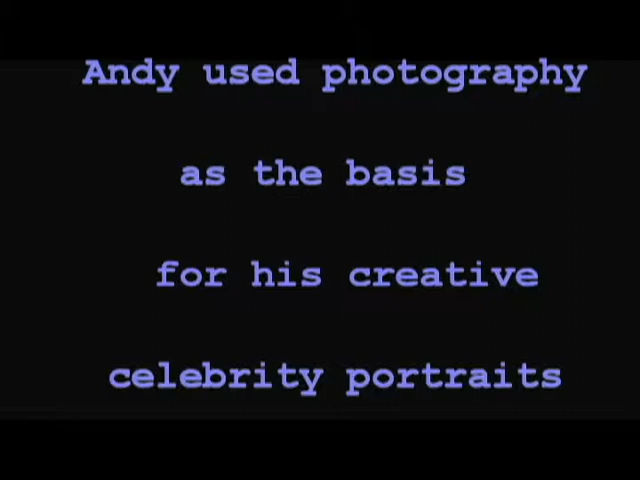 Andy used photography
as the basis
for his creative
celebrity portraits